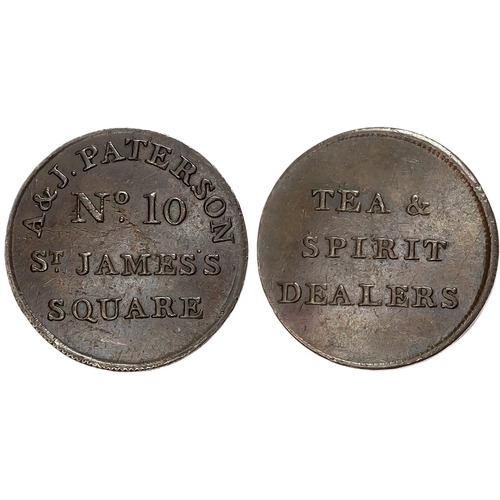 A & J. PATERSON
No. 10
ST. JAMES'S
SQUARE
TEA &
SPIRIT
DEALERS